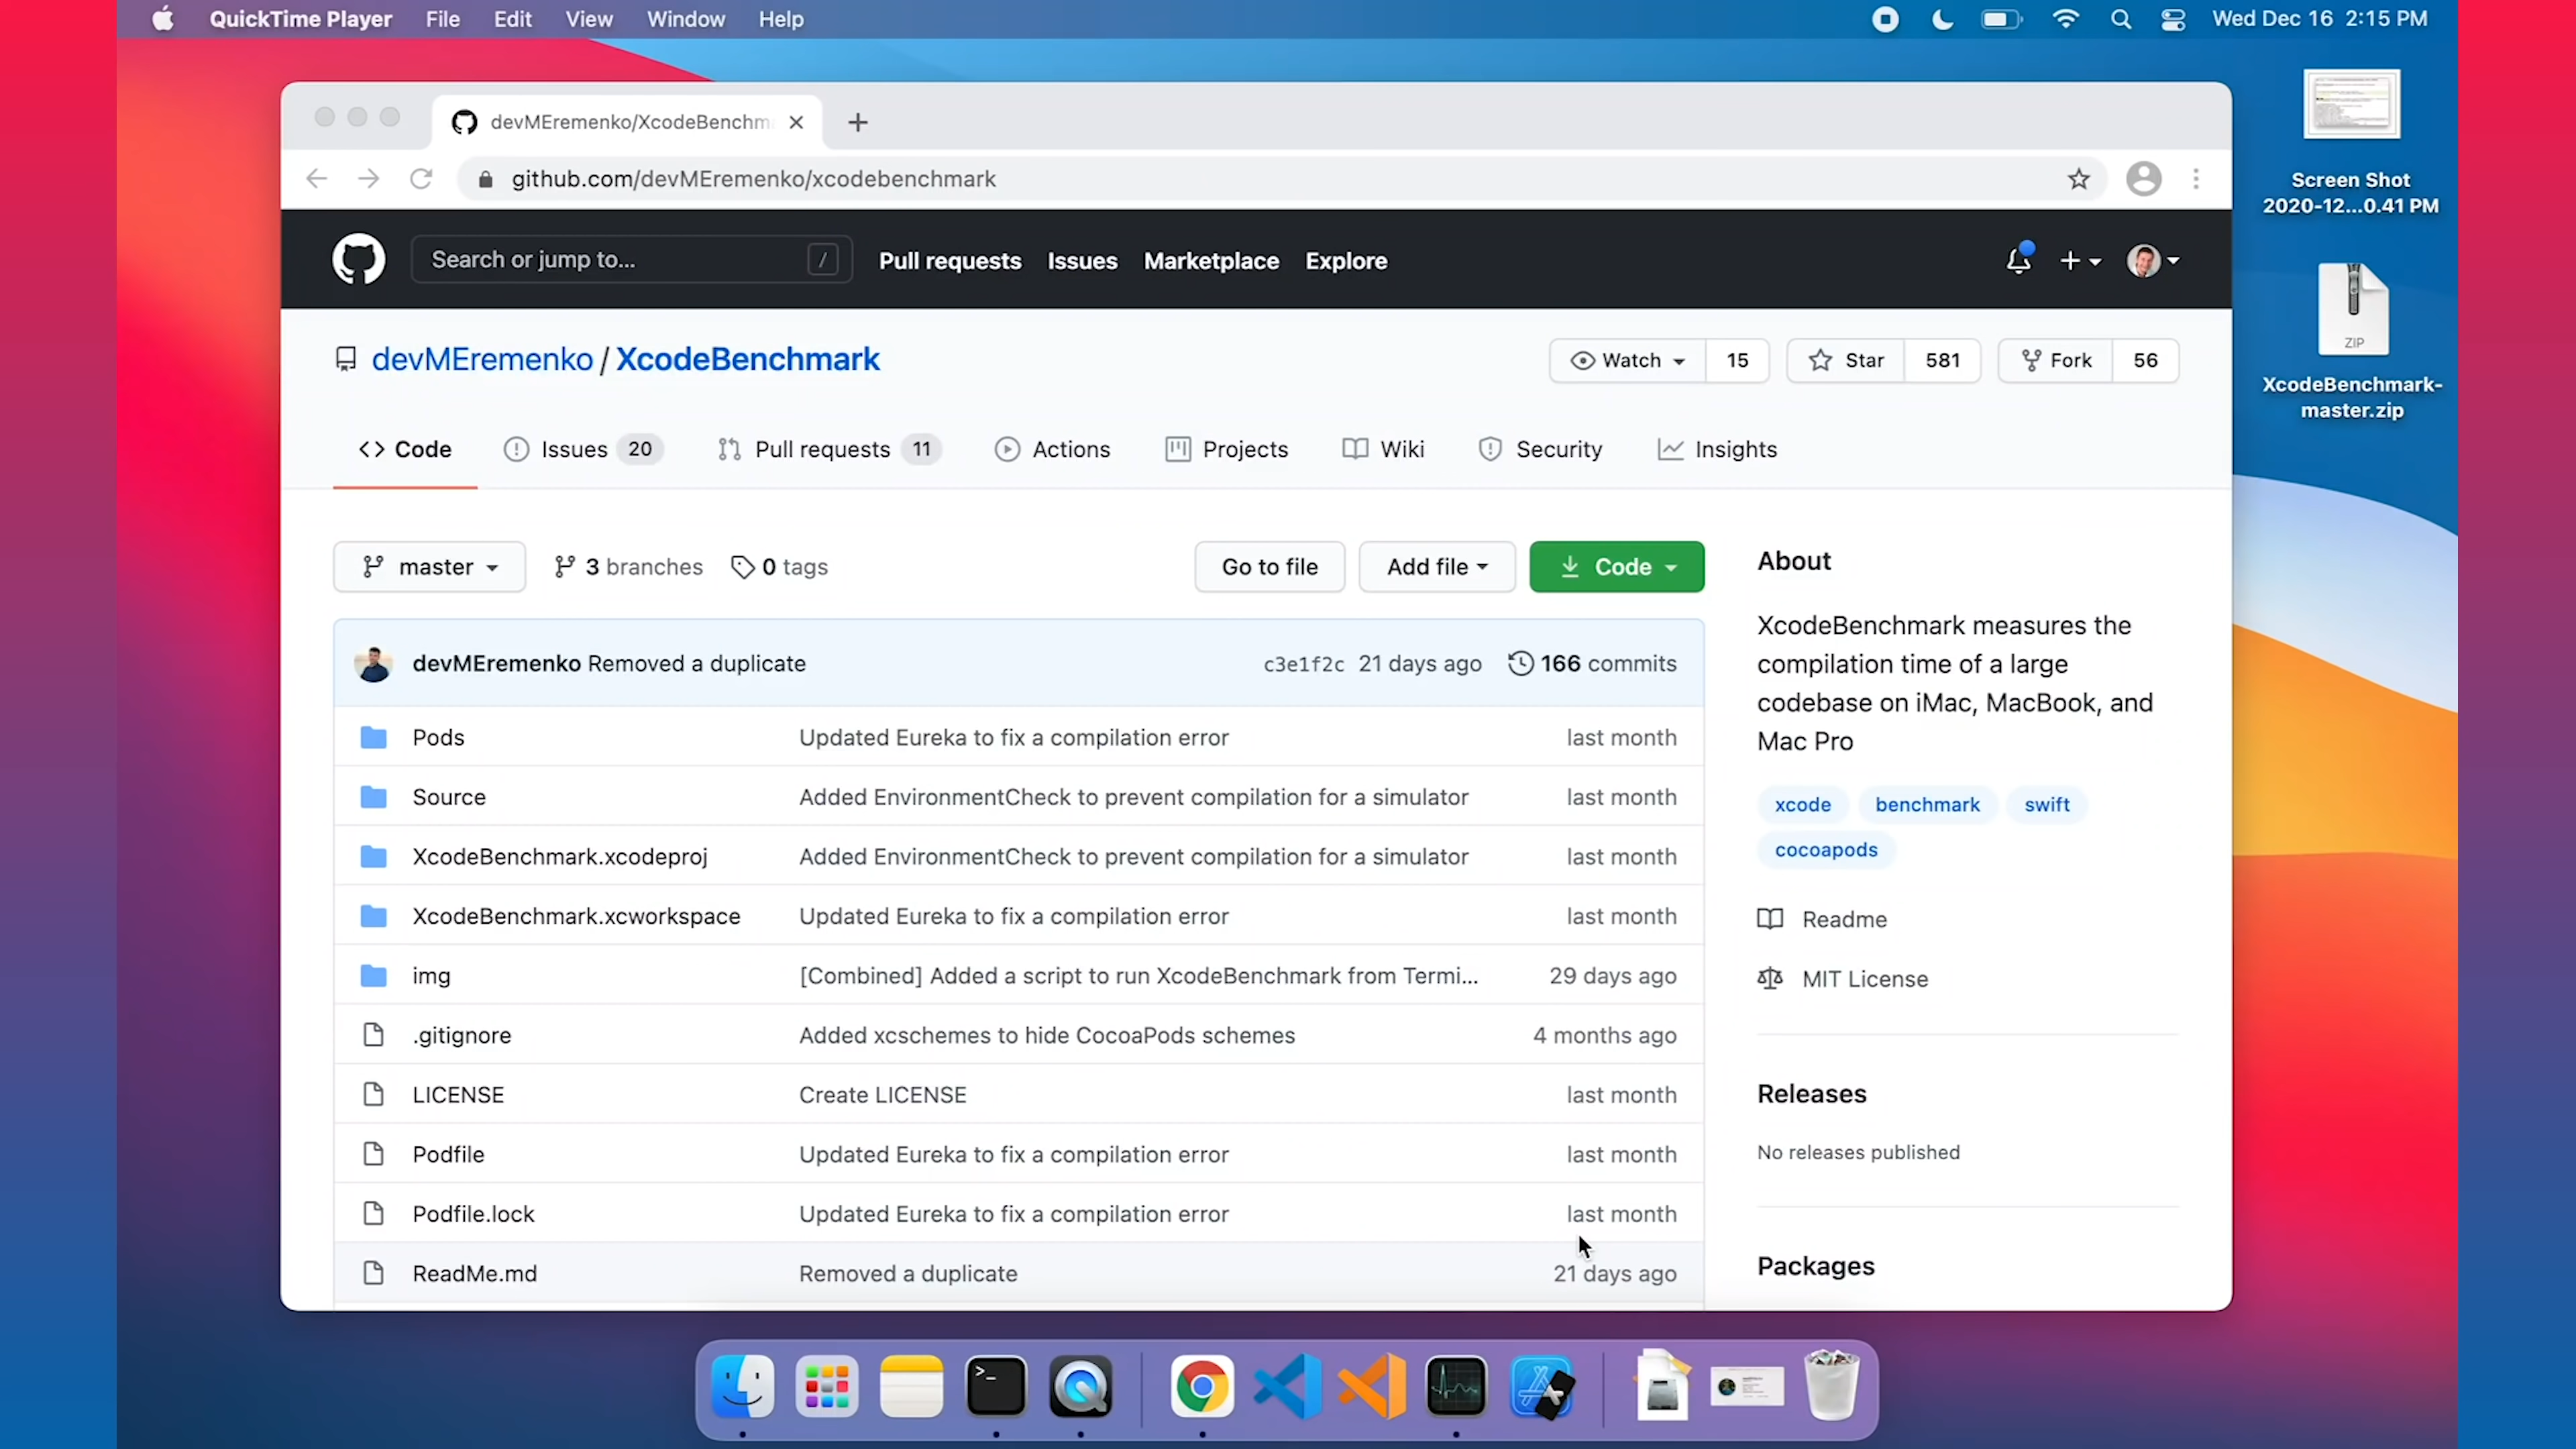 QuickTime Player File Edit View Window Help Wed Dec 16 2:15 PM
devMEremenko/XcodeBenchm
github.com/devMEremenko/xcodebenchmark
Screen Shot
2020-12...0.41 PM
Search or jump to... /
Pull requests Issues Marketplace Explore
ZIP
XcodeBenchmark-
master.zip
devMEremenko / XcodeBenchmark
Watch 15 Star 581 Fork 56
Code Issues 20 Pull requests 11 Actions Projects Wiki Security Insights
master 3 branches 0 tags Go to file Add file Code
devMEremenko Removed a duplicate c3e1f2c 21 days ago 166 commits
Pods Updated Eureka to fix a compilation error last month
Source Added EnvironmentCheck to prevent compilation for a simulator last month
XcodeBenchmark.xcodeproj Added EnvironmentCheck to prevent compilation for a simulator last month
XcodeBenchmark.xcworkspace Updated Eureka to fix a compilation error last month
img [Combined] Added a script to run XcodeBenchmark from Termi... 29 days ago
.gitignore Added xcschemes to hide CocoaPods schemes 4 months ago
LICENSE Create LICENSE last month
Podfile Updated Eureka to fix a compilation error last month
Podfile.lock Updated Eureka to fix a compilation error last month
ReadMe.md Removed a duplicate 21 days ago
About
XcodeBenchmark measures the
compilation time of a large
codebase on iMac, MacBook, and
Mac Pro
xcode benchmark swift
cocoapods
Readme
MIT License
Releases
No releases published
Packages